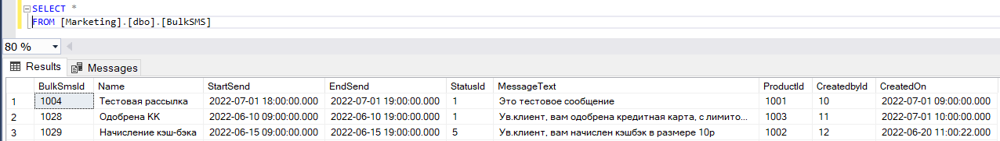 SELECT *
FROM [Marketing].[dbo].[BulkSMS]
80 %
Results Messages
BulkSmsId Name StartSend EndSend StatusId MessageText ProductId CreatedbyId CreatedOn
1 1004 Тестовая рассылка 2022-07-01 18:00:00.000 2022-07-01 19:00:00.000 1 Это тестовое сообщение 1001 10 2022-07-01 09:00:00.000
2 1028 Одобрена КК 2022-06-10 09:00:00.000 2022-06-10 19:00:00.000 1 Ув.клиент, вам одобрена кредитная карта, с лимито... 1003 11 2022-07-01 10:00:00.000
3 1029 Начисление кэш-бэка 2022-06-15 09:00:00.000 2022-06-15 19:00:00.000 5 Ув.клиент, вам начислен кэшбэк в размере 10р 1002 12 2022-06-20 11:00:22.000